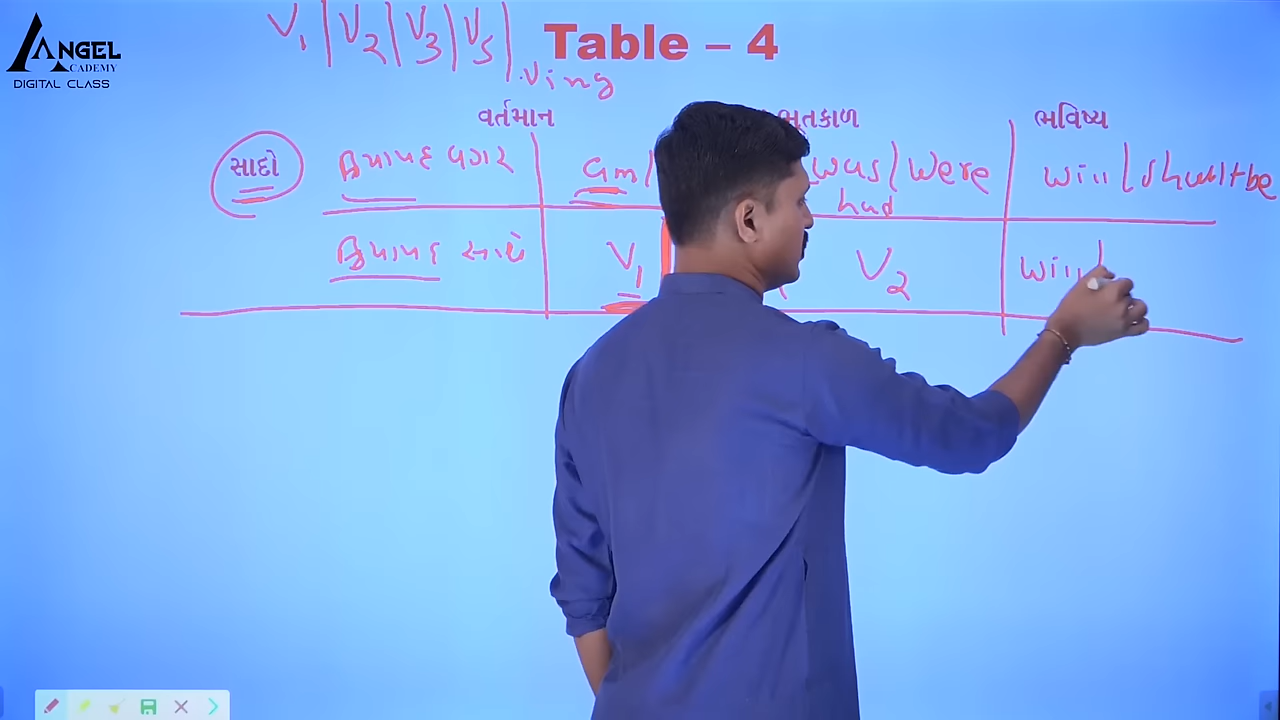 ANGEL
ACADEMY
DIGITAL CLASS
V1 | V2 | V3 | V5 | Ving
Table – 4
વર્તમાન ભૂતકાળ ભવિષ્ય
સાદો ક્રિયાપદ વગર am/ was/were will/shall+be
had
ક્રિયાપદ સાથે V1 V2 will/